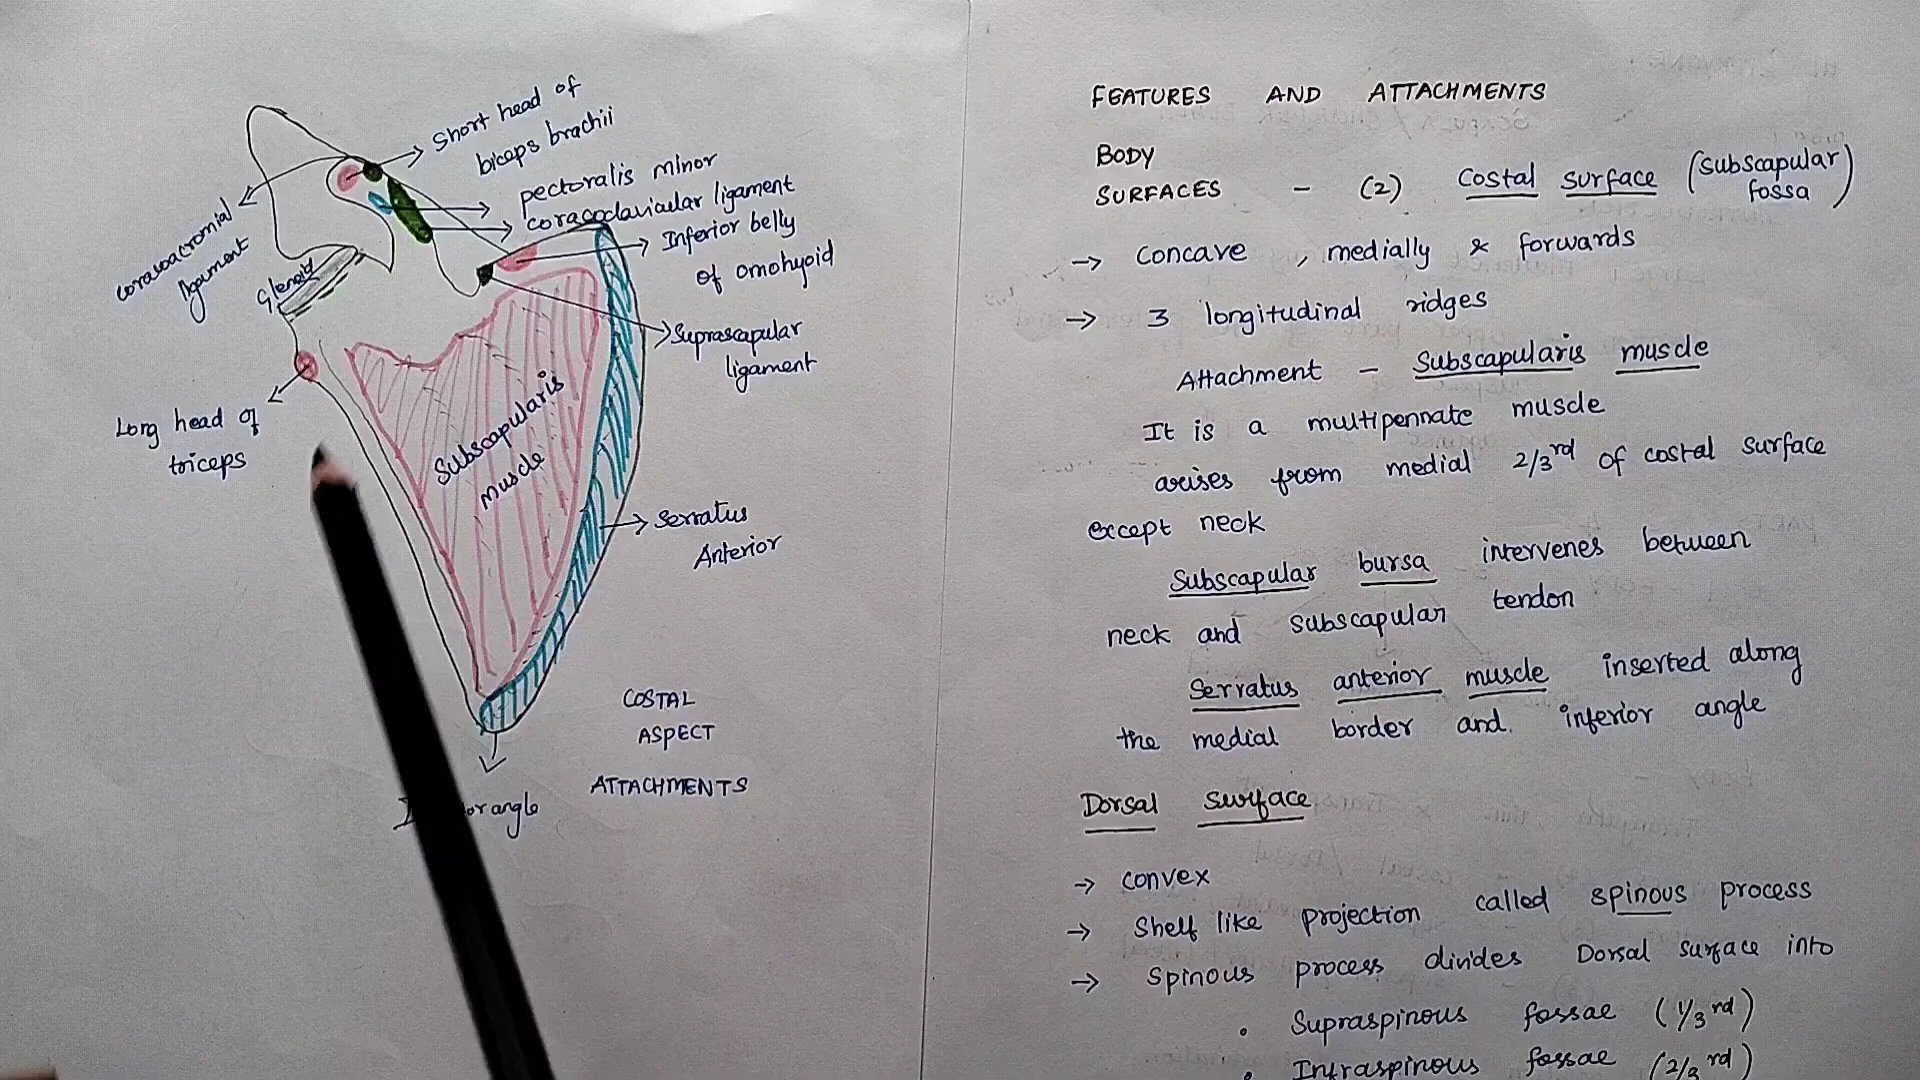 Short head of
biceps brachii
pectoralis minor
coracoclavicular ligament
Inferior belly
of omohyoid
coracoacromial
ligament
Glenoid
Suprascapular
ligament
Long head of
triceps
Subscapularis
muscle
Serratus
Anterior
COSTAL
ASPECT
ATTACHMENTS
angle
FEATURES AND ATTACHMENTS
BODY
SURFACES - (2) Costal surface (subscapular
fossa)
→ Concave , medially & forwards
→ 3 longitudinal ridges
Attachment - Subscapularis muscle
It is a multipennate muscle
arises from medial 2/3rd of costal surface
except neck
Subscapular bursa intervenes between
neck and subscapular tendon
Serratus anterior muscle inserted along
the medial border and. inferior angle
Dorsal surface
→ convex
→ Shelf like projection called spinous process
→ Spinous process divides Dorsal surface into
• Supraspinous fossae (1/3rd)
• Infraspinous fossae (2/3rd)